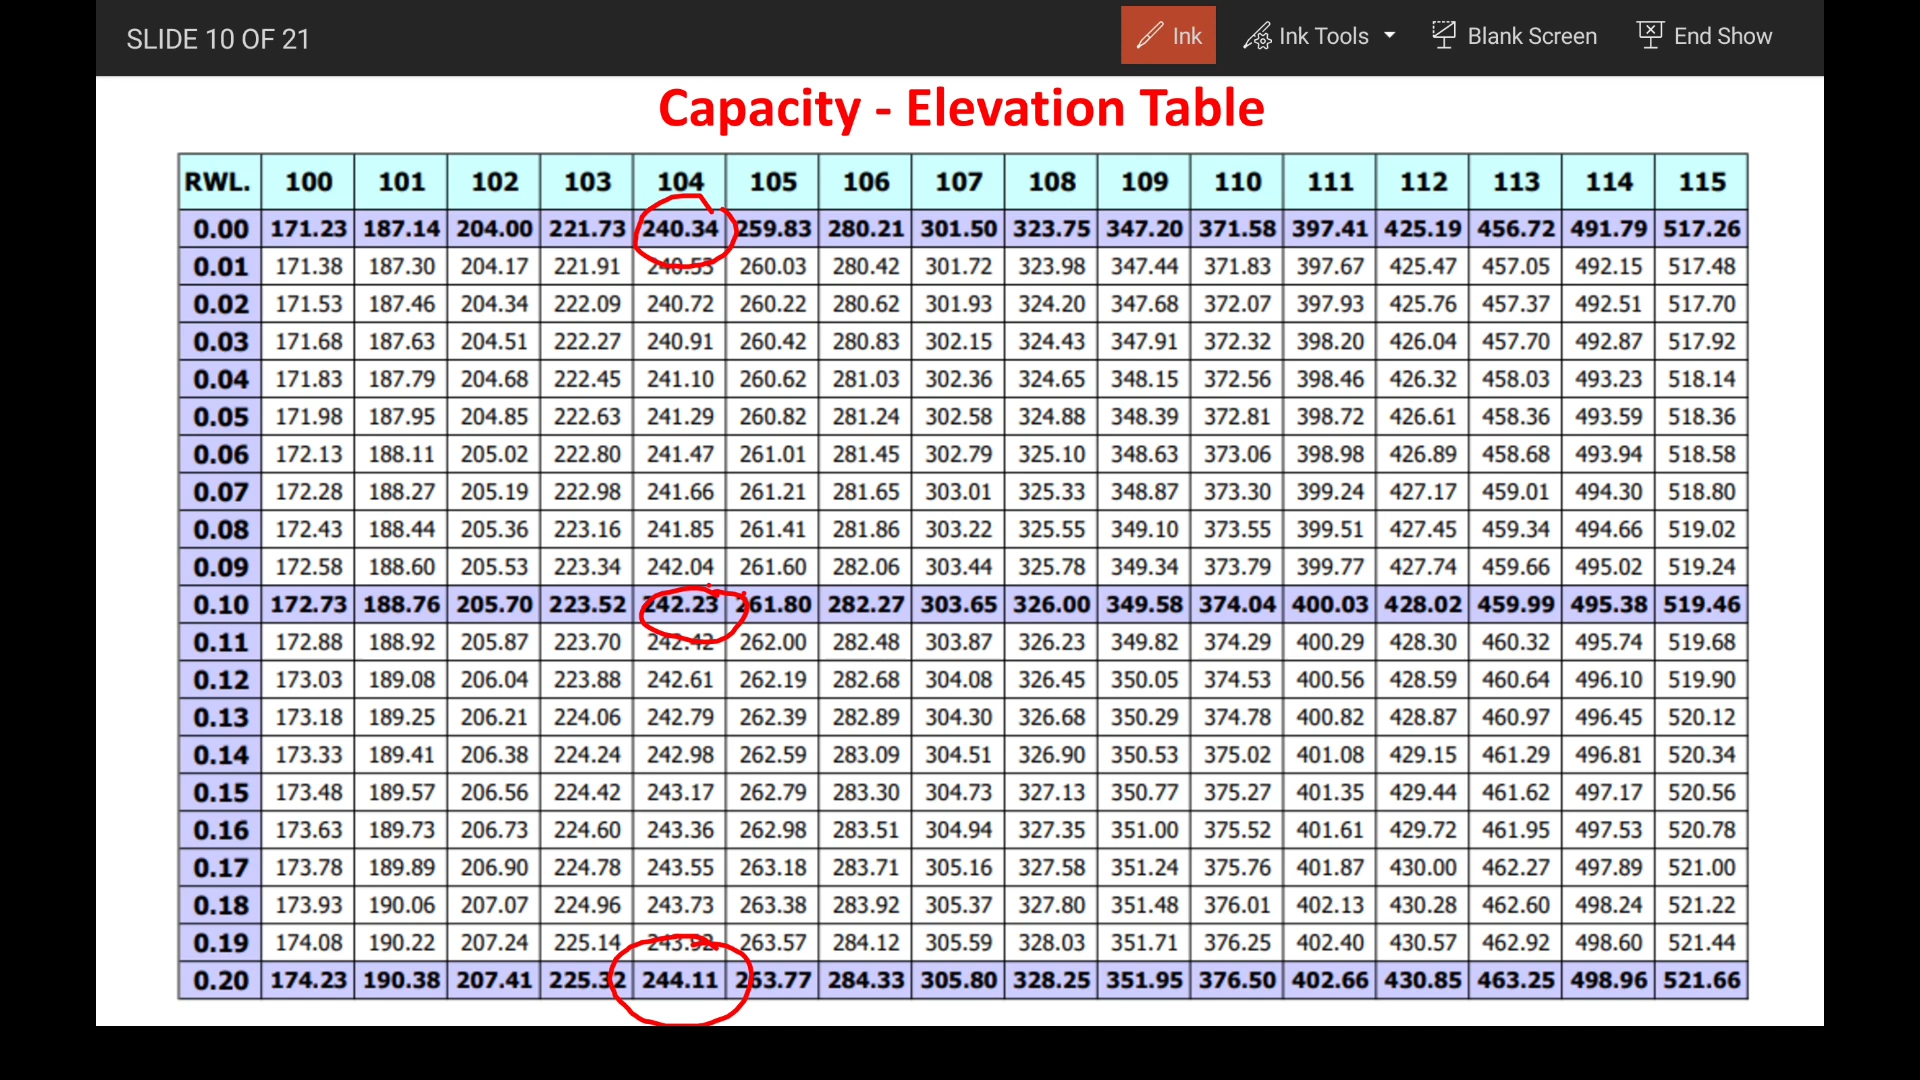 SLIDE 10 OF 21 Ink Ink Tools Blank Screen End Show
Capacity - Elevation Table
RWL. 100 101 102 103 104 105 106 107 108 109 110 111 112 113 114 115
0.00 171.23 187.14 204.00 221.73 240.34 259.83 280.21 301.50 323.75 347.20 371.58 397.41 425.19 456.72 491.79 517.26
0.01 171.38 187.30 204.17 221.91 240.53 260.03 280.42 301.72 323.98 347.44 371.83 397.67 425.47 457.05 492.15 517.48
0.02 171.53 187.46 204.34 222.09 240.72 260.22 280.62 301.93 324.20 347.68 372.07 397.93 425.76 457.37 492.51 517.70
0.03 171.68 187.63 204.51 222.27 240.91 260.42 280.83 302.15 324.43 347.91 372.32 398.20 426.04 457.70 492.87 517.92
0.04 171.83 187.79 204.68 222.45 241.10 260.62 281.03 302.36 324.65 348.15 372.56 398.46 426.32 458.03 493.23 518.14
0.05 171.98 187.95 204.85 222.63 241.29 260.82 281.24 302.58 324.88 348.39 372.81 398.72 426.61 458.36 493.59 518.36
0.06 172.13 188.11 205.02 222.80 241.47 261.01 281.45 302.79 325.10 348.63 373.06 398.98 426.89 458.68 493.94 518.58
0.07 172.28 188.27 205.19 222.98 241.66 261.21 281.65 303.01 325.33 348.87 373.30 399.24 427.17 459.01 494.30 518.80
0.08 172.43 188.44 205.36 223.16 241.85 261.41 281.86 303.22 325.55 349.10 373.55 399.51 427.45 459.34 494.66 519.02
0.09 172.58 188.60 205.53 223.34 242.04 261.60 282.06 303.44 325.78 349.34 373.79 399.77 427.74 459.66 495.02 519.24
0.10 172.73 188.76 205.70 223.52 242.23 261.80 282.27 303.65 326.00 349.58 374.04 400.03 428.02 459.99 495.38 519.46
0.11 172.88 188.92 205.87 223.70 242.42 262.00 282.48 303.87 326.23 349.82 374.29 400.29 428.30 460.32 495.74 519.68
0.12 173.03 189.08 206.04 223.88 242.61 262.19 282.68 304.08 326.45 350.05 374.53 400.56 428.59 460.64 496.10 519.90
0.13 173.18 189.25 206.21 224.06 242.79 262.39 282.89 304.30 326.68 350.29 374.78 400.82 428.87 460.97 496.45 520.12
0.14 173.33 189.41 206.38 224.24 242.98 262.59 283.09 304.51 326.90 350.53 375.02 401.08 429.15 461.29 496.81 520.34
0.15 173.48 189.57 206.56 224.42 243.17 262.79 283.30 304.73 327.13 350.77 375.27 401.35 429.44 461.62 497.17 520.56
0.16 173.63 189.73 206.73 224.60 243.36 262.98 283.51 304.94 327.35 351.00 375.52 401.61 429.72 461.95 497.53 520.78
0.17 173.78 189.89 206.90 224.78 243.55 263.18 283.71 305.16 327.58 351.24 375.76 401.87 430.00 462.27 497.89 521.00
0.18 173.93 190.06 207.07 224.96 243.73 263.38 283.92 305.37 327.80 351.48 376.01 402.13 430.28 462.60 498.24 521.22
0.19 174.08 190.22 207.24 225.14 243.92 263.57 284.12 305.59 328.03 351.71 376.25 402.40 430.57 462.92 498.60 521.44
0.20 174.23 190.38 207.41 225.32 244.11 263.77 284.33 305.80 328.25 351.95 376.50 402.66 430.85 463.25 498.96 521.66